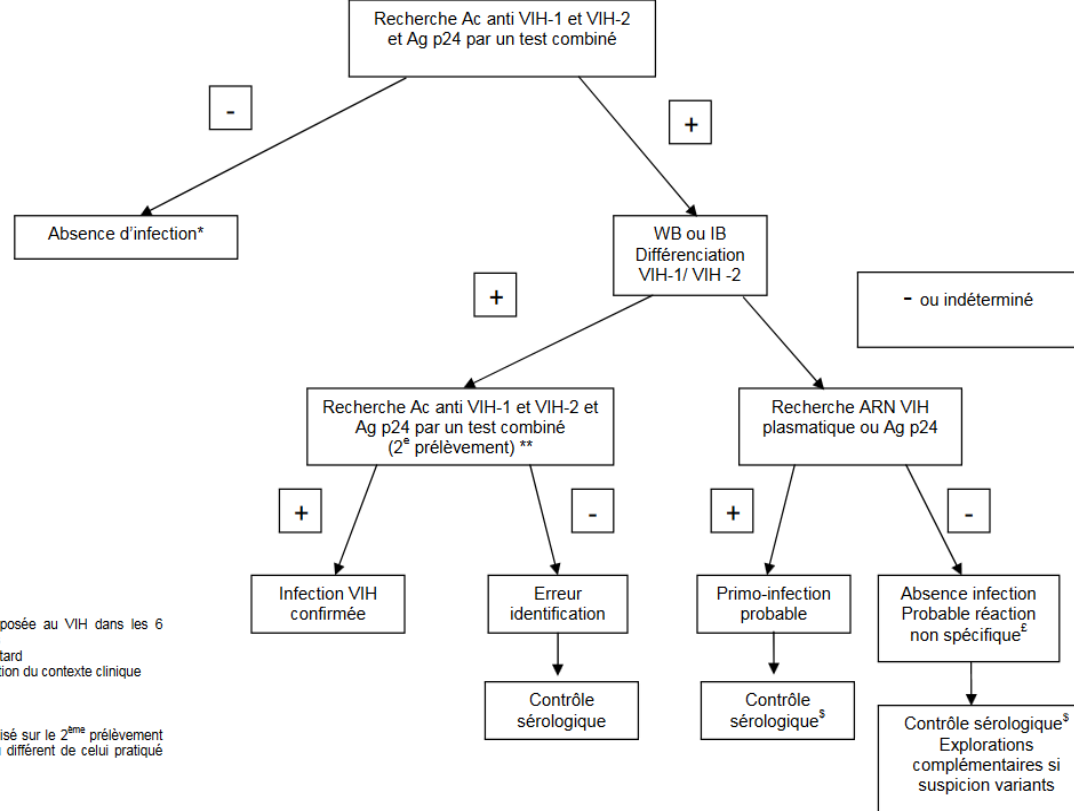 Recherche Ac anti VIH-1 et VIH-2
et Ag p24 par un test combiné
-
+
Absence d'infection*
WB ou IB
Différenciation
VIH-1/ VIH -2
+
- ou indéterminé
Recherche Ac anti VIH-1 et VIH-2 et
Ag p24 par un test combiné
(2e prélèvement) **
Recherche ARN VIH
plasmatique ou Ag p24
+
-
+
-
Infection VIH
confirmée
Erreur
identification
Primo-infection
probable
Absence infection
Probable réaction
non spécifique£
Contrôle
sérologique
Contrôle
sérologique$
Contrôle sérologique$
Explorations
complémentaires si
suspicion variants
posée au VIH dans les 6
tard
tion du contexte clinique
isé sur le 2ème prélèvement
différent de celui pratiqué